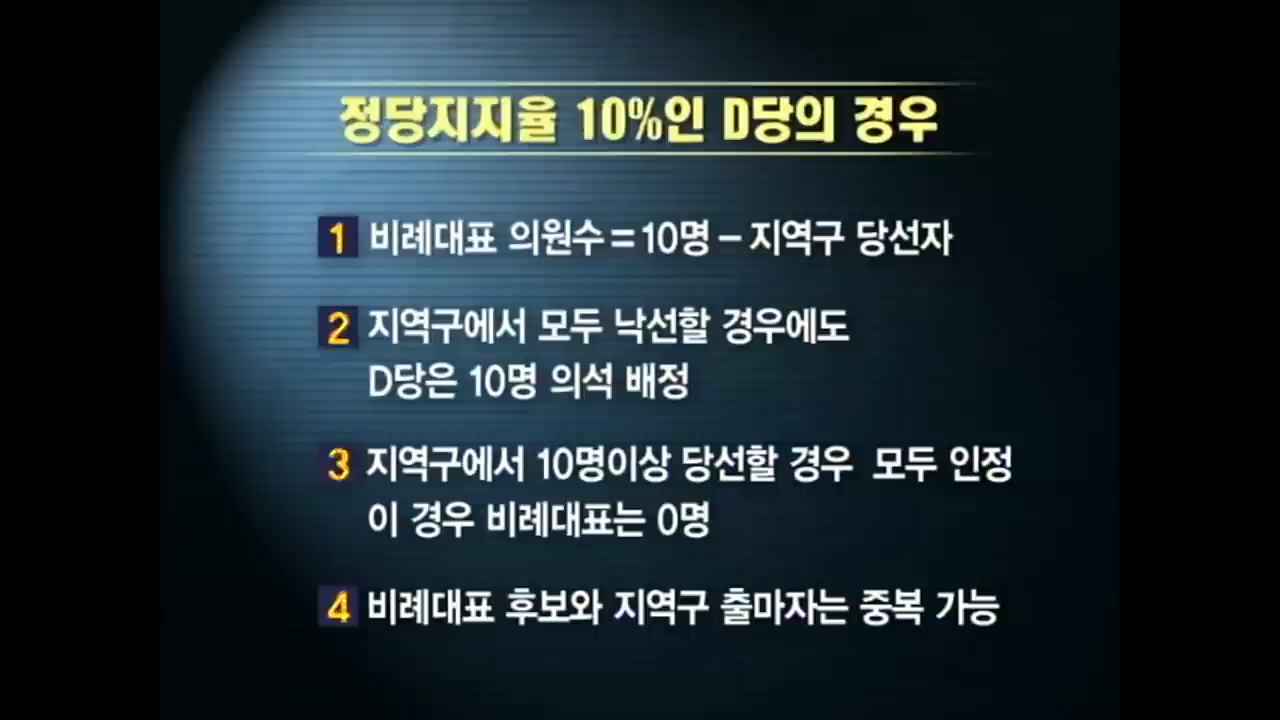 정당지지율 10%인 D당의 경우
1 비례대표 의원수=10명-지역구 당선자
2 지역구에서 모두 낙선할 경우에도
D당은 10명 의석 배정
3 지역구에서 10명이상 당선할 경우 모두 인정
이 경우 비례대표는 0명
4 비례대표 후보와 지역구 출마자는 중복 가능